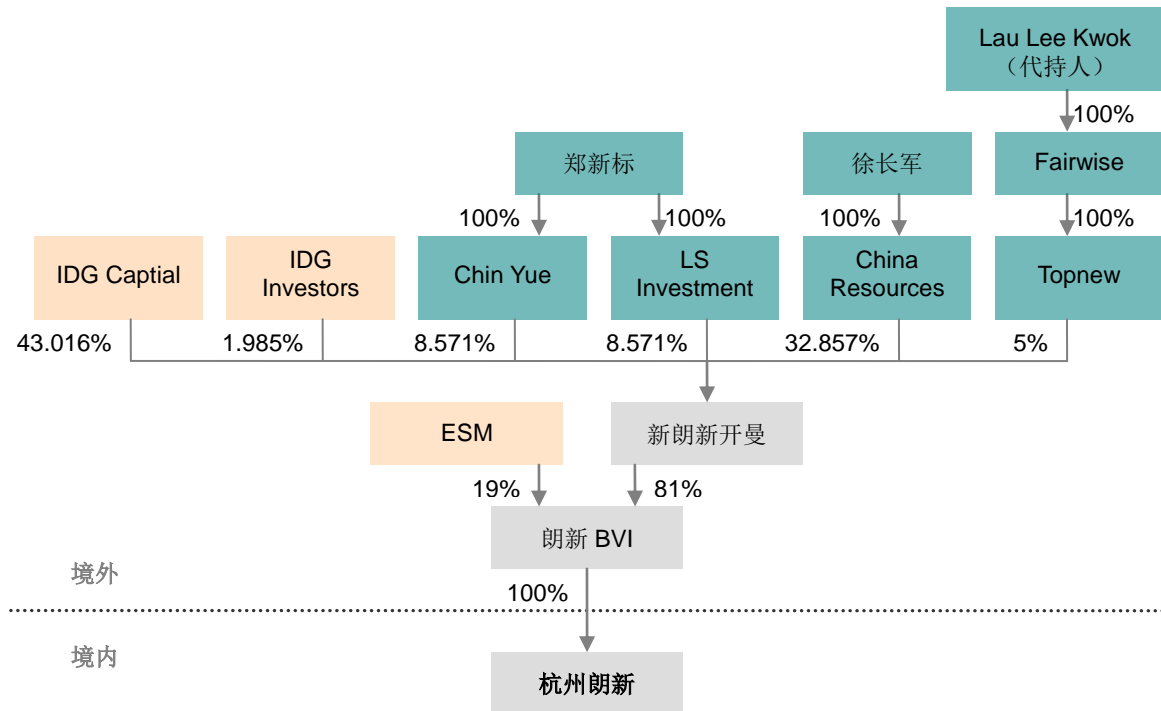 Lau Lee Kwok
（代持人）
100%
郑新标
徐长军
Fairwise
100%
100%
100%
100%
IDG Captial
IDG
Investors
Chin Yue
LS
Investment
China
Resources
Topnew
43.016%
1.985%
8.571%
8.571%
32.857%
5%
ESM
新朗新开曼
19%
81%
朗新 BVI
境外
100%
境内
杭州朗新